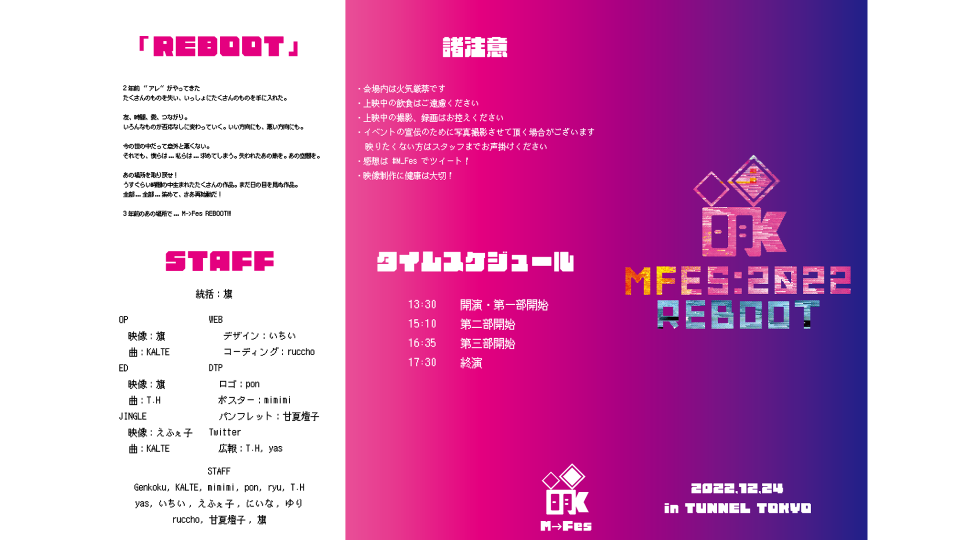 「REBOOT」
2年前 “アレ” がやってきた
たくさんのものを失い、いっしょにたくさんのものを手に入れた。
いろんなものが否応なしに変わっていく。いい方向にも、悪い方向にも。
今の世の中だって意外と悪くない。
それでも、僕らは…私らは…求めてしまう。失われたあの熱を。あの空間を。
あの場所を取り戻せ！
うすぐらい時間の中生まれたたくさんの作品。まだ日の目を見ぬ作品。
全部…全部…集めて、さあ再始動だ！
3年前のあの場所で… M→Fes REBOOT!!!
STAFF
統括：旗
OP
映像：旗
曲：KALTE
ED
映像：旗
曲：T.H
JINGLE
映像：えふぇ子
曲：KALTE
WEB
デザイン：いちい
コーディング：ruccho
DTP
ロゴ：pon
ポスター：mimimi
パンフレット：甘夏燈子
Twitter
広報：T.H, yas
STAFF
Genkoku, KALTE, mimimi, pon, ryu, T.H
yas, いちい, えふぇ子, にいな, ゆり
ruccho, 甘夏燈子, 旗
諸注意
・会場内は火気厳禁です
・上映中の飲食はご遠慮ください
・上映中の撮影、録画はお控えください
・イベントの宣伝のために写真撮影させて頂く場合がございます
映りたくない方はスタッフまでお声掛けください
・感想は #M_Fes でツイート！
・映像制作に健康は大切！
タイムスケジュール
13:30 開演・第一部開始
15:10 第二部開始
16:35 第三部開始
17:30 終演
M→Fes
MFES:2022
REBOOT
2022.12.24
in TUNNEL TOKYO